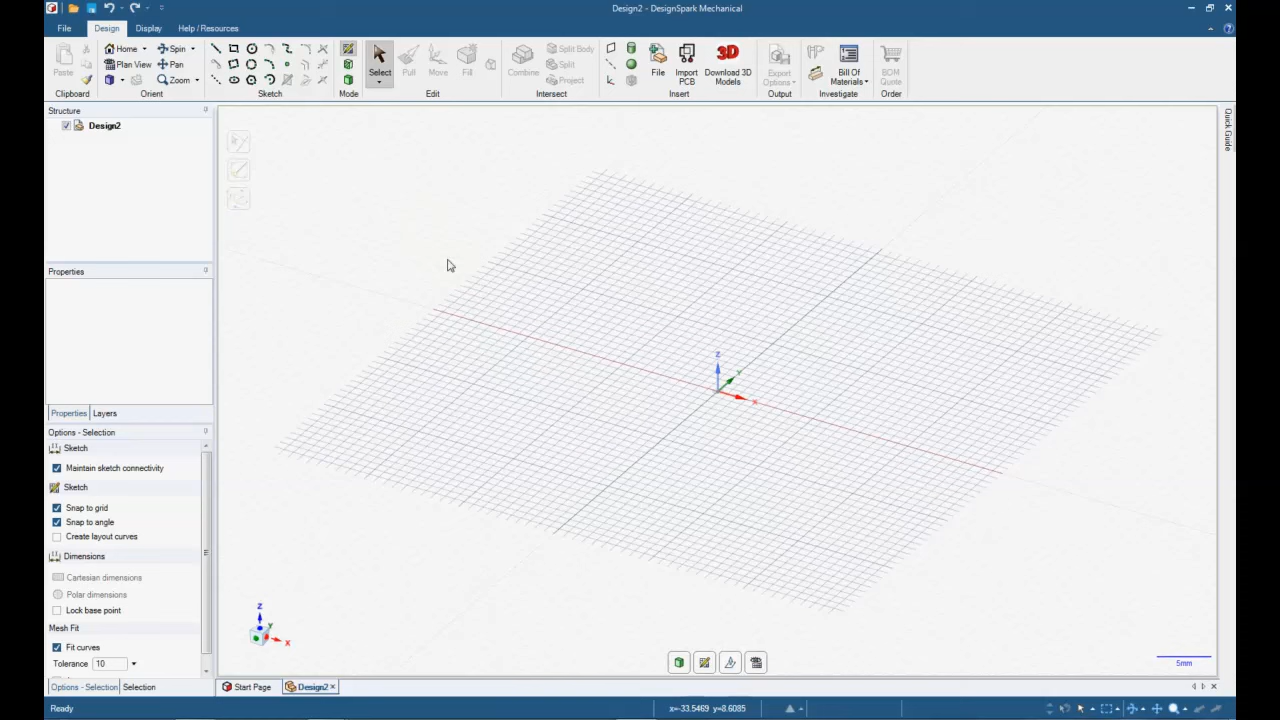 Design2 - DesignSpark Mechanical
File Design Display Help / Resources
Paste Home Spin Plan View Pan Zoom
Select Pull Move Fill Combine Split Body Split Project
File Import PCB Download 3D Models Export Options Bill Of Materials BOM Quote
3D
Clipboard Orient Sketch Mode Edit Intersect Insert Output Investigate Order
Structure
Design2
Quick Guide
Properties
Properties Layers
Options - Selection
Sketch
Maintain sketch connectivity
Sketch
Snap to grid
Snap to angle
Create layout curves
Dimensions
Cartesian dimensions
Polar dimensions
Lock base point
Mesh Fit
Fit curves
Tolerance 10
Options - Selection Selection
Z
Y
X
Z
Y
X
5mm
Start Page Design2
Ready
x=-33.5469 y=8.6085